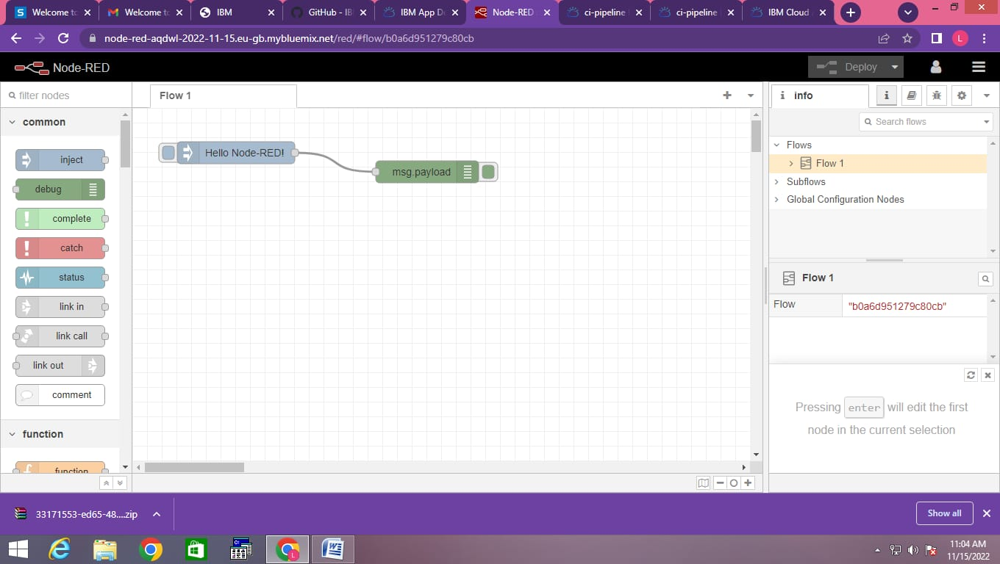 Welcome to
Welcome to
IBM
GitHub - IB
IBM App De
Node-RED
ci-pipeline
ci-pipeline
IBM Cloud
node-red-aqdwl-2022-11-15.eu-gb.mybluemix.net/red/#flow/b0a6d951279c80cb
L
Node-RED
Deploy
filter nodes
Flow 1
info
common
Search flows
inject
debug
complete
catch
status
link in
link call
link out
comment
function
function
Hello Node-RED!
msg.payload
Flows
Flow 1
Subflows
Global Configuration Nodes
Flow 1
Flow
"b0a6d951279c80cb"
Pressing enter will edit the first
node in the current selection
33171553-ed65-48....zip
Show all
L
11:04 AM
11/15/2022